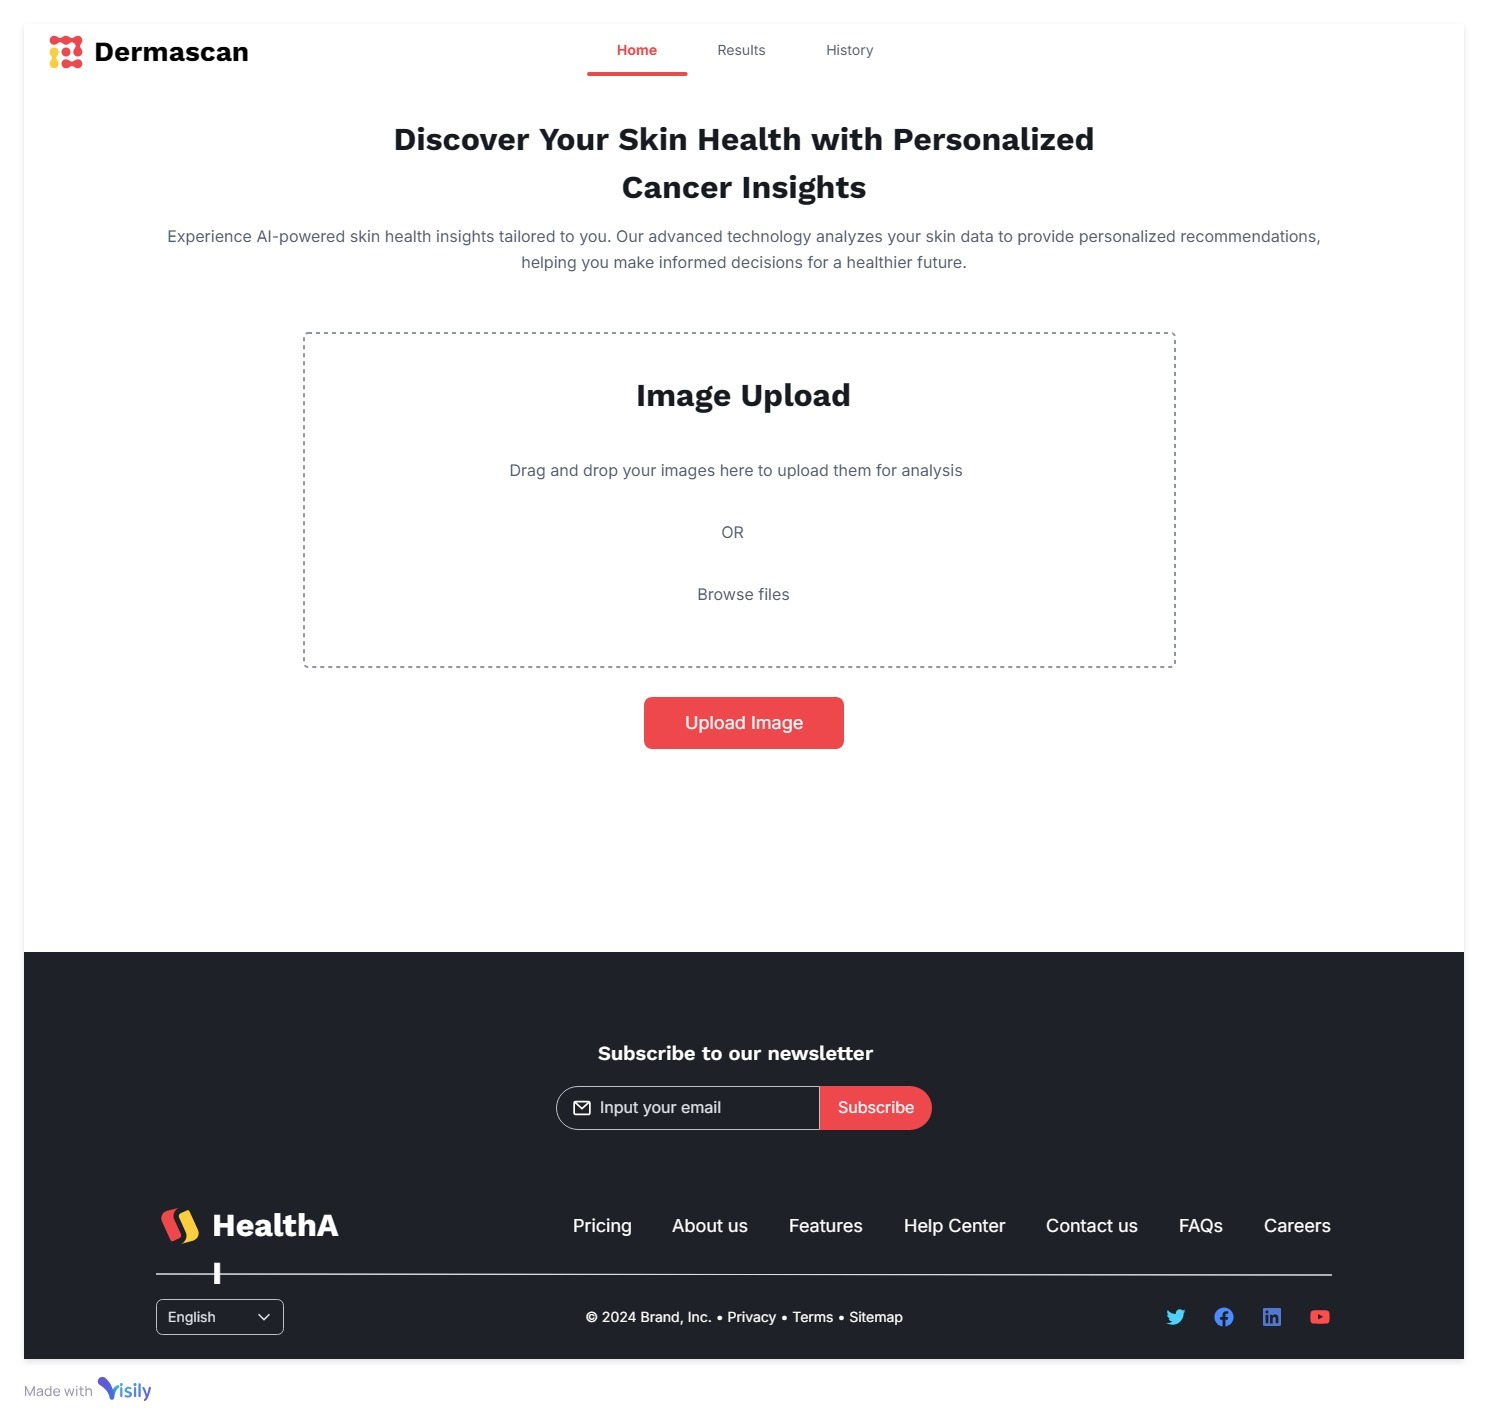 Dermascan
Home Results History
Discover Your Skin Health with Personalized
Cancer Insights
Experience AI-powered skin health insights tailored to you. Our advanced technology analyzes your skin data to provide personalized recommendations,
helping you make informed decisions for a healthier future.
Image Upload
Drag and drop your images here to upload them for analysis
OR
Browse files
Upload Image
Subscribe to our newsletter
Input your email Subscribe
HealthA
I
Pricing About us Features Help Center Contact us FAQs Careers
English
© 2024 Brand, Inc. • Privacy • Terms • Sitemap
Made with Visily